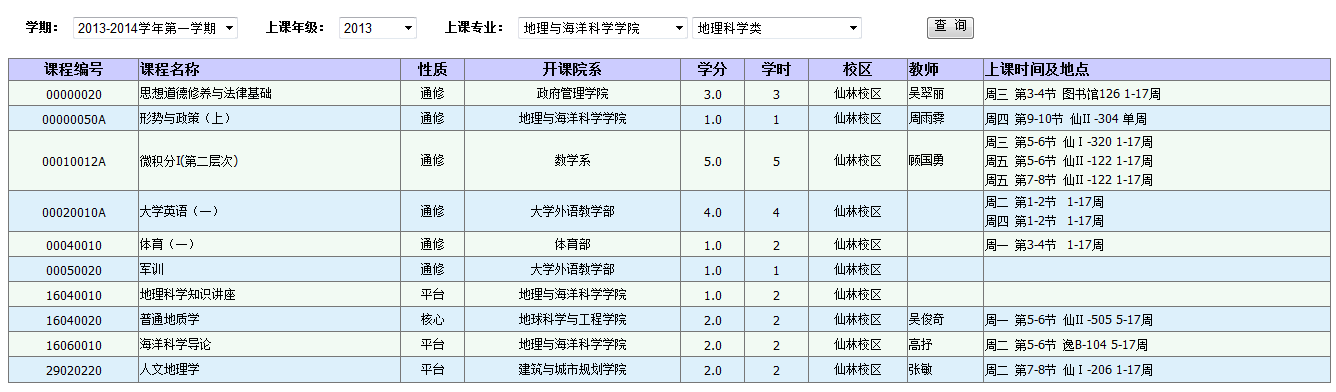 学期： 2013-2014学年第一学期 上课年级： 2013 上课专业： 地理与海洋科学学院 地理科学类 查 询
课程编号 课程名称 性质 开课院系 学分 学时 校区 教师 上课时间及地点
00000020 思想道德修养与法律基础 通修 政府管理学院 3.0 3 仙林校区 吴翠丽 周三 第3-4节 图书馆126 1-17周
00000050A 形势与政策（上） 通修 地理与海洋科学学院 1.0 1 仙林校区 周雨霁 周四 第9-10节 仙II -304 单周
00010012A 微积分I(第二层次) 通修 数学系 5.0 5 仙林校区 顾国勇 周三 第5-6节 仙Ⅰ-320 1-17周
周五 第5-6节 仙II -122 1-17周
周五 第7-8节 仙II -122 1-17周
00020010A 大学英语（一） 通修 大学外语教学部 4.0 4 仙林校区 周二 第1-2节 1-17周
周四 第1-2节 1-17周
00040010 体育（一） 通修 体育部 1.0 2 仙林校区 周一 第3-4节 1-17周
00050020 军训 通修 大学外语教学部 1.0 1 仙林校区
16040010 地理科学知识讲座 平台 地理与海洋科学学院 1.0 2 仙林校区
16040020 普通地质学 核心 地球科学与工程学院 2.0 2 仙林校区 吴俊奇 周一 第5-6节 仙II -505 5-17周
16060010 海洋科学导论 平台 地理与海洋科学学院 2.0 2 仙林校区 高抒 周二 第5-6节 逸B-104 5-17周
29020220 人文地理学 平台 建筑与城市规划学院 2.0 2 仙林校区 张敏 周二 第7-8节 仙Ⅰ-206 1-17周